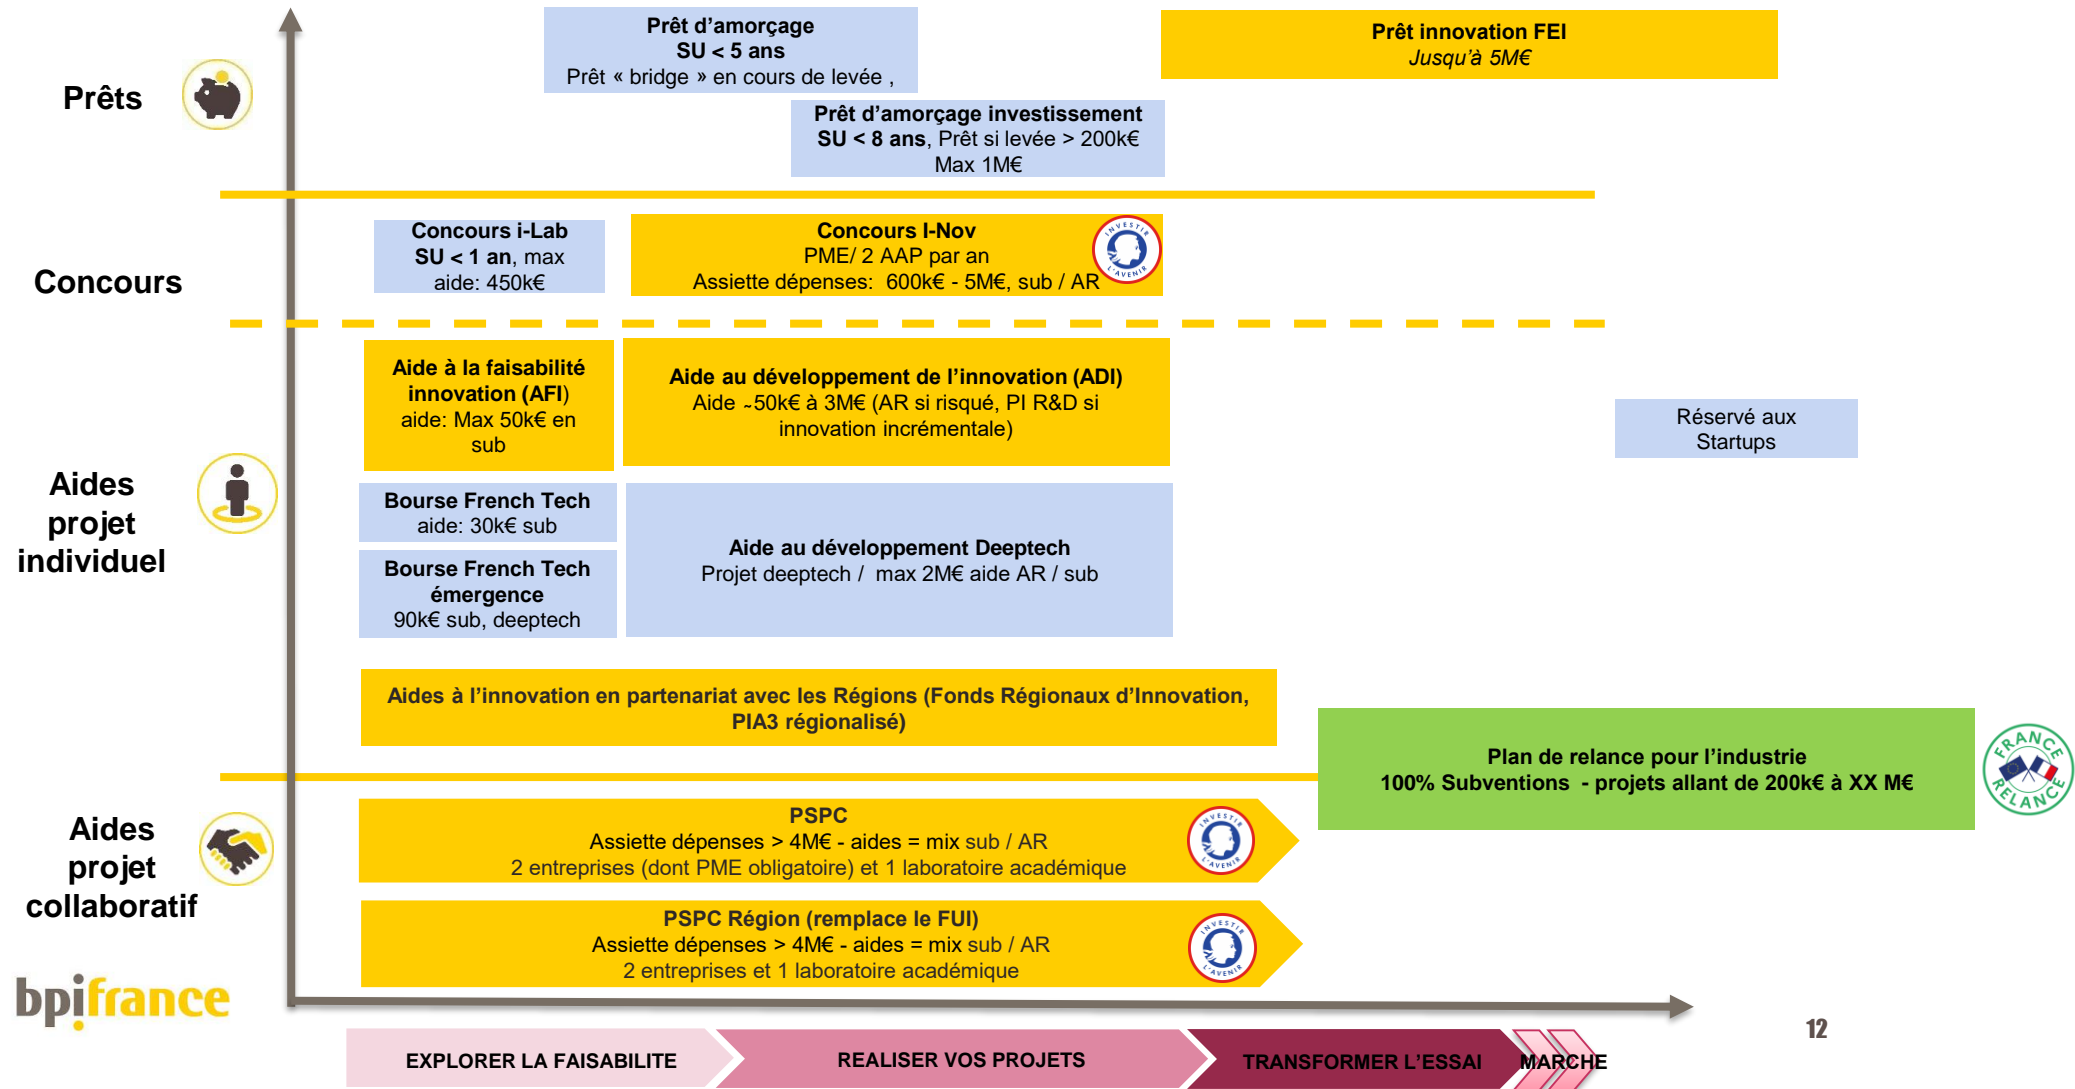 Prêts
Prêt d'amorçage
SU < 5 ans
Prêt « bridge » en cours de levée ,
Prêt innovation FEI
Jusqu'à 5M€
Prêt d'amorçage investissement
SU < 8 ans, Prêt si levée > 200k€
Max 1M€
Concours
Concours i-Lab
SU < 1 an, max
aide: 450k€
Concours I-Nov
PME/ 2 AAP par an
Assiette dépenses: 600k€ - 5M€, sub / AR
INVESTIR
L'AVENIR
Aides
projet
individuel
Aide à la faisabilité
innovation (AFI)
aide: Max 50k€ en
sub
Aide au développement de l'innovation (ADI)
Aide ~50k€ à 3M€ (AR si risqué, PI R&D si
innovation incrémentale)
Réservé aux
Startups
Bourse French Tech
aide: 30k€ sub
Bourse French Tech
émergence
90k€ sub, deeptech
Aide au développement Deeptech
Projet deeptech / max 2M€ aide AR / sub
Aides à l'innovation en partenariat avec les Régions (Fonds Régionaux d'Innovation,
PIA3 régionalisé)
Plan de relance pour l'industrie
100% Subventions - projets allant de 200k€ à XX M€
FRANCE
RELANCE
Aides
projet
collaboratif
PSPC
Assiette dépenses > 4M€ - aides = mix sub / AR
2 entreprises (dont PME obligatoire) et 1 laboratoire académique
INVESTIR
L'AVENIR
PSPC Région (remplace le FUI)
Assiette dépenses > 4M€ - aides = mix sub / AR
2 entreprises et 1 laboratoire académique
INVESTIR
L'AVENIR
bpifrance
EXPLORER LA FAISABILITE
REALISER VOS PROJETS
TRANSFORMER L'ESSAI
MARCHE
12